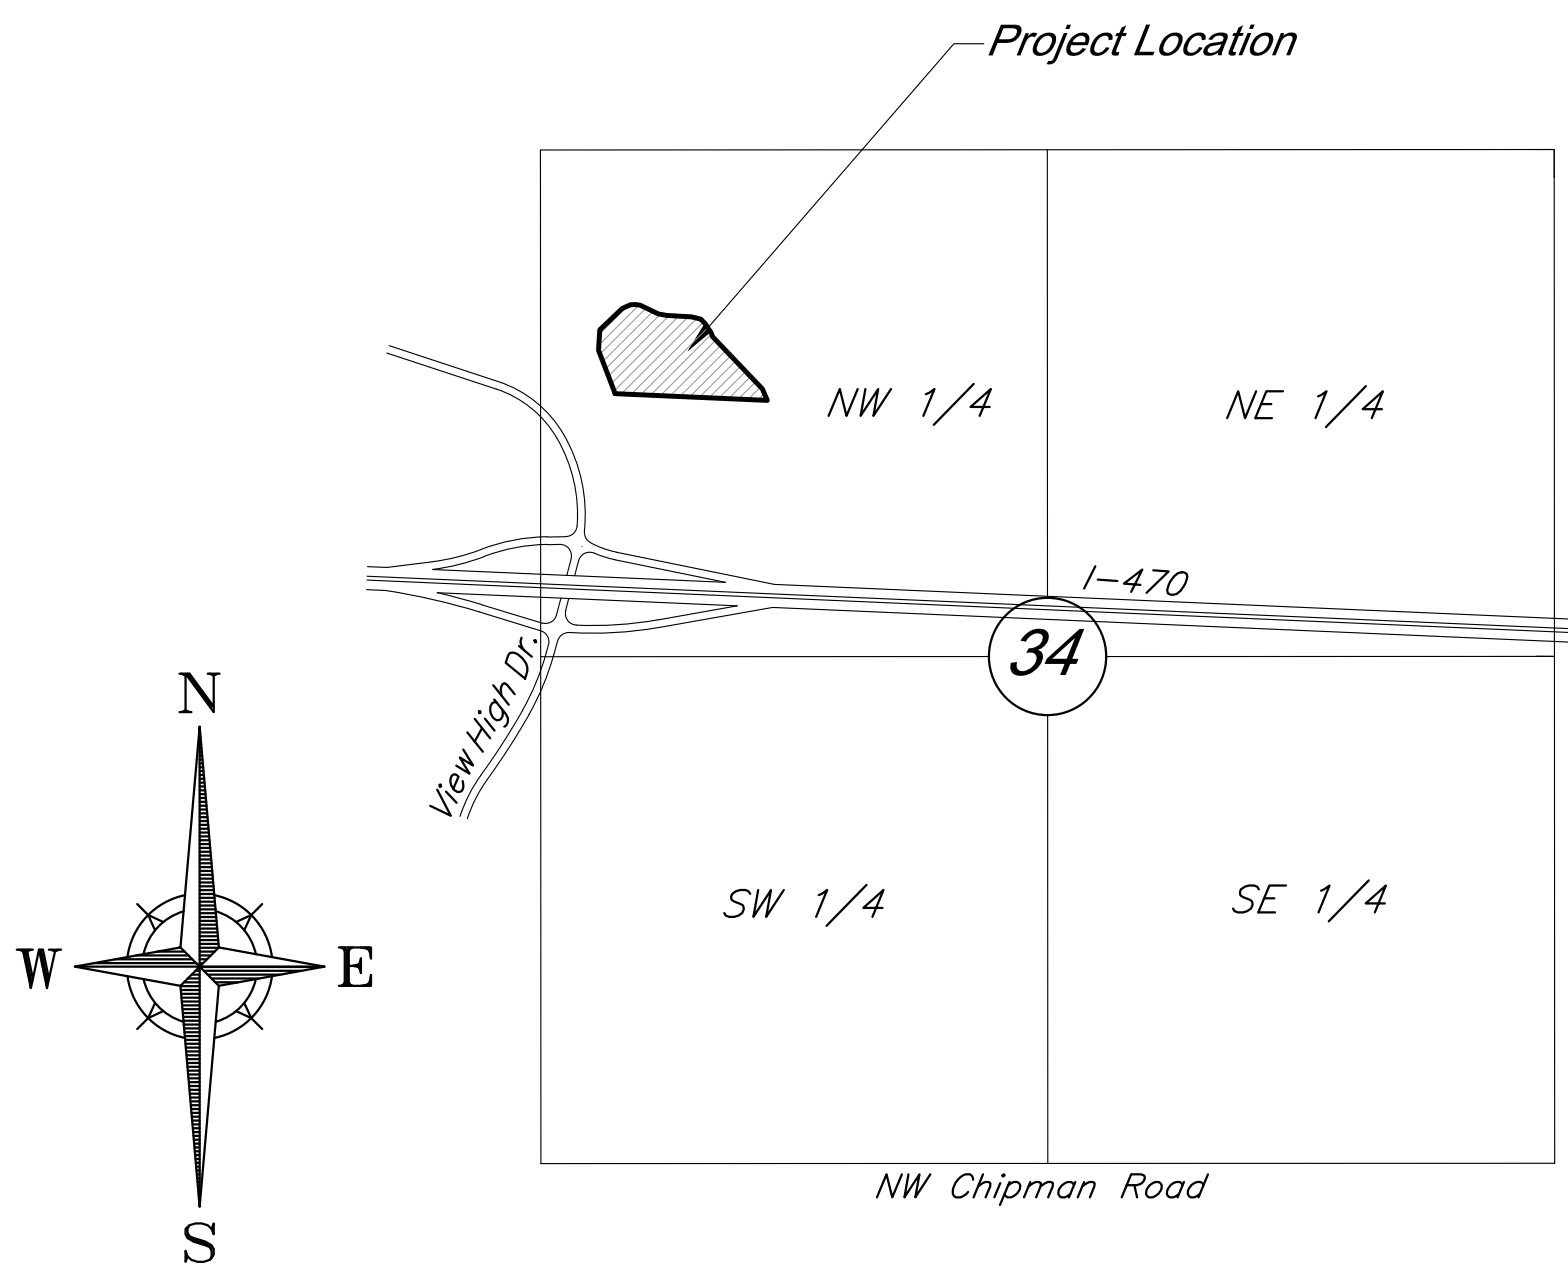 Project Location
NW 1/4
NE 1/4
I-470
34
View High Dr.
N
W
E
S
SW 1/4
SE 1/4
NW Chipman Road